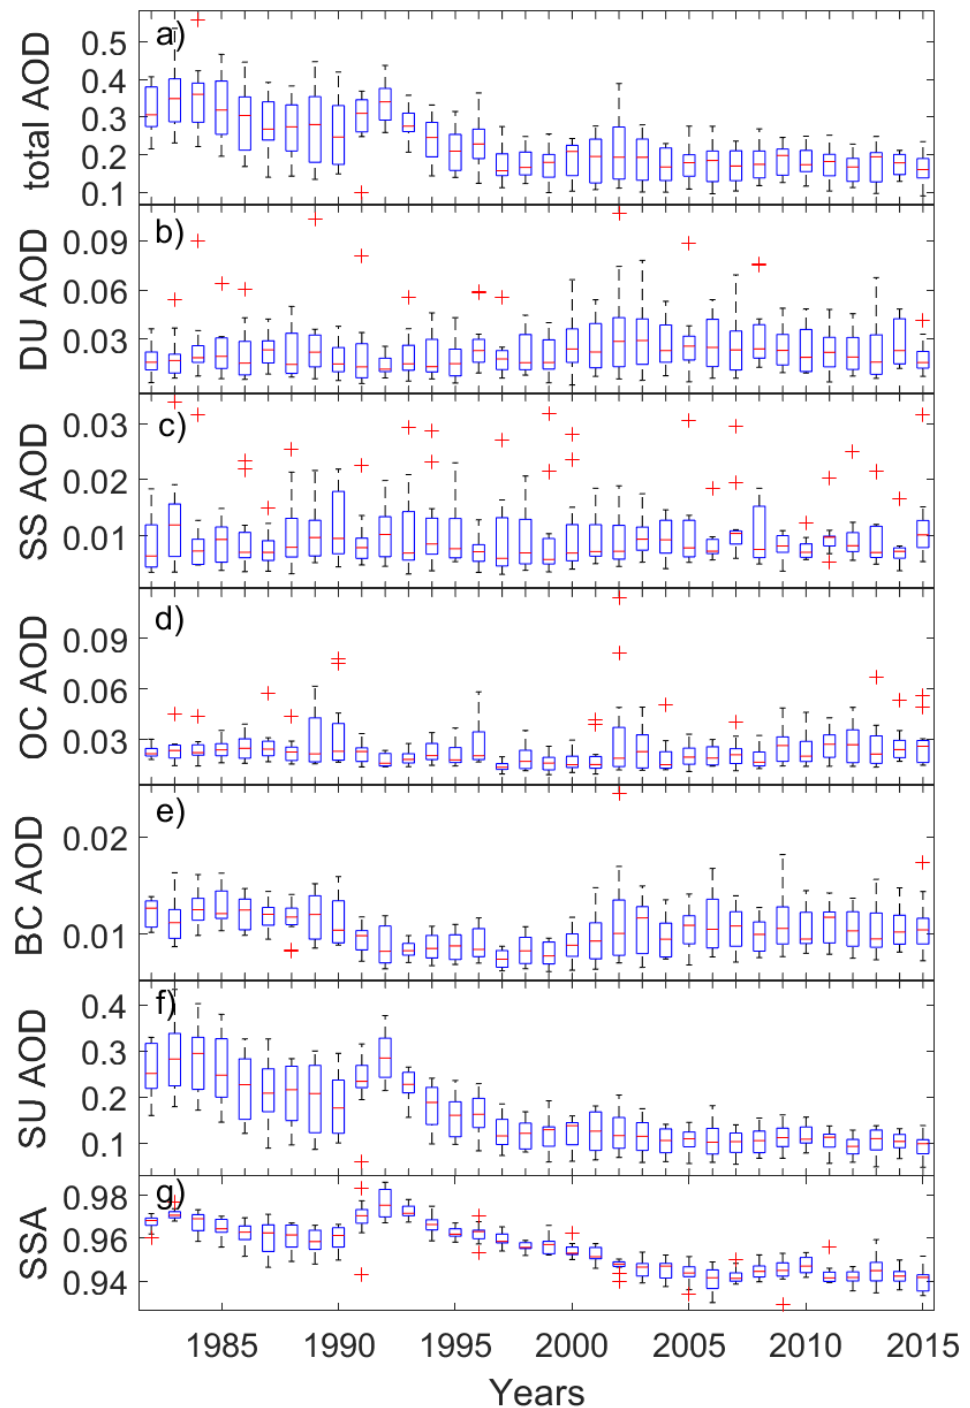 a)
total AOD
0.5
0.4
0.3
0.2
0.1
b)
DU AOD
0.09
0.06
0.03
c)
SS AOD
0.03
0.02
0.01
d)
OC AOD
0.09
0.06
0.03
e)
BC AOD
0.02
0.01
f)
SU AOD
0.4
0.3
0.2
0.1
g)
SSA
0.98
0.96
0.94
1985 1990 1995 2000 2005 2010 2015
Years